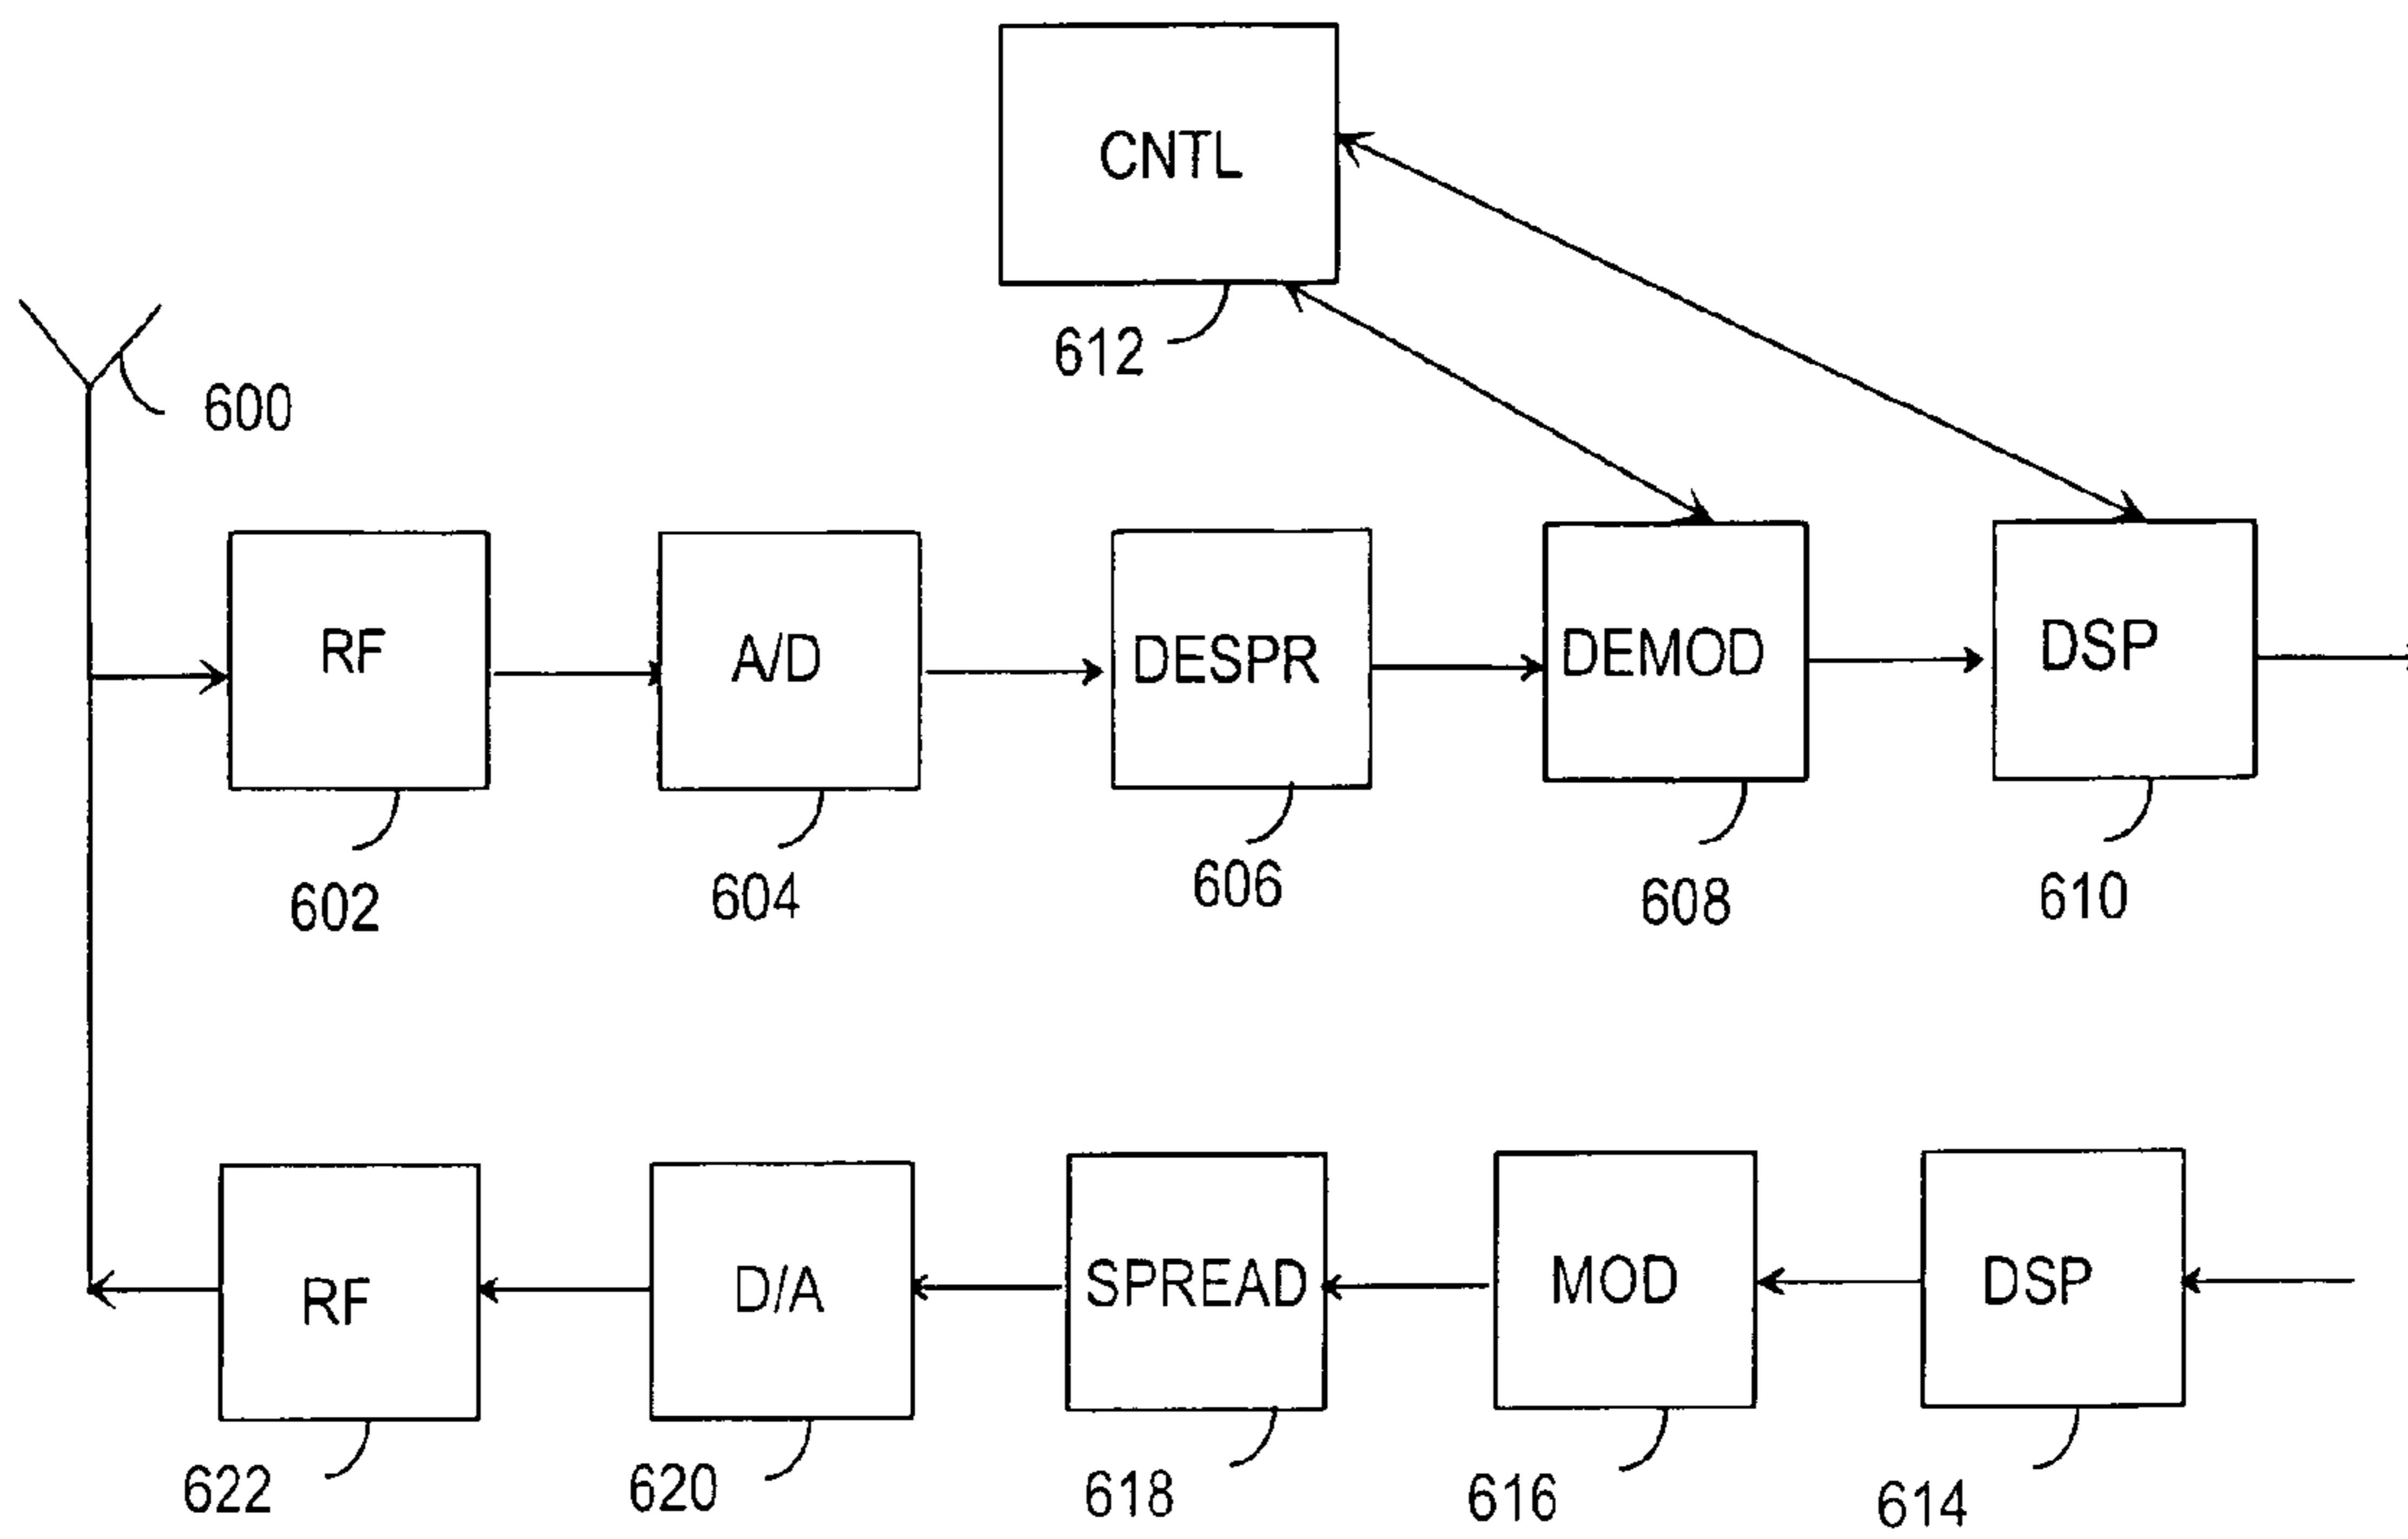 CNTL
612
600
RF
A/D
DESPR
DEMOD
DSP
602
604
606
608
610
RF
D/A
SPREAD
MOD
DSP
622
620
618
616
614